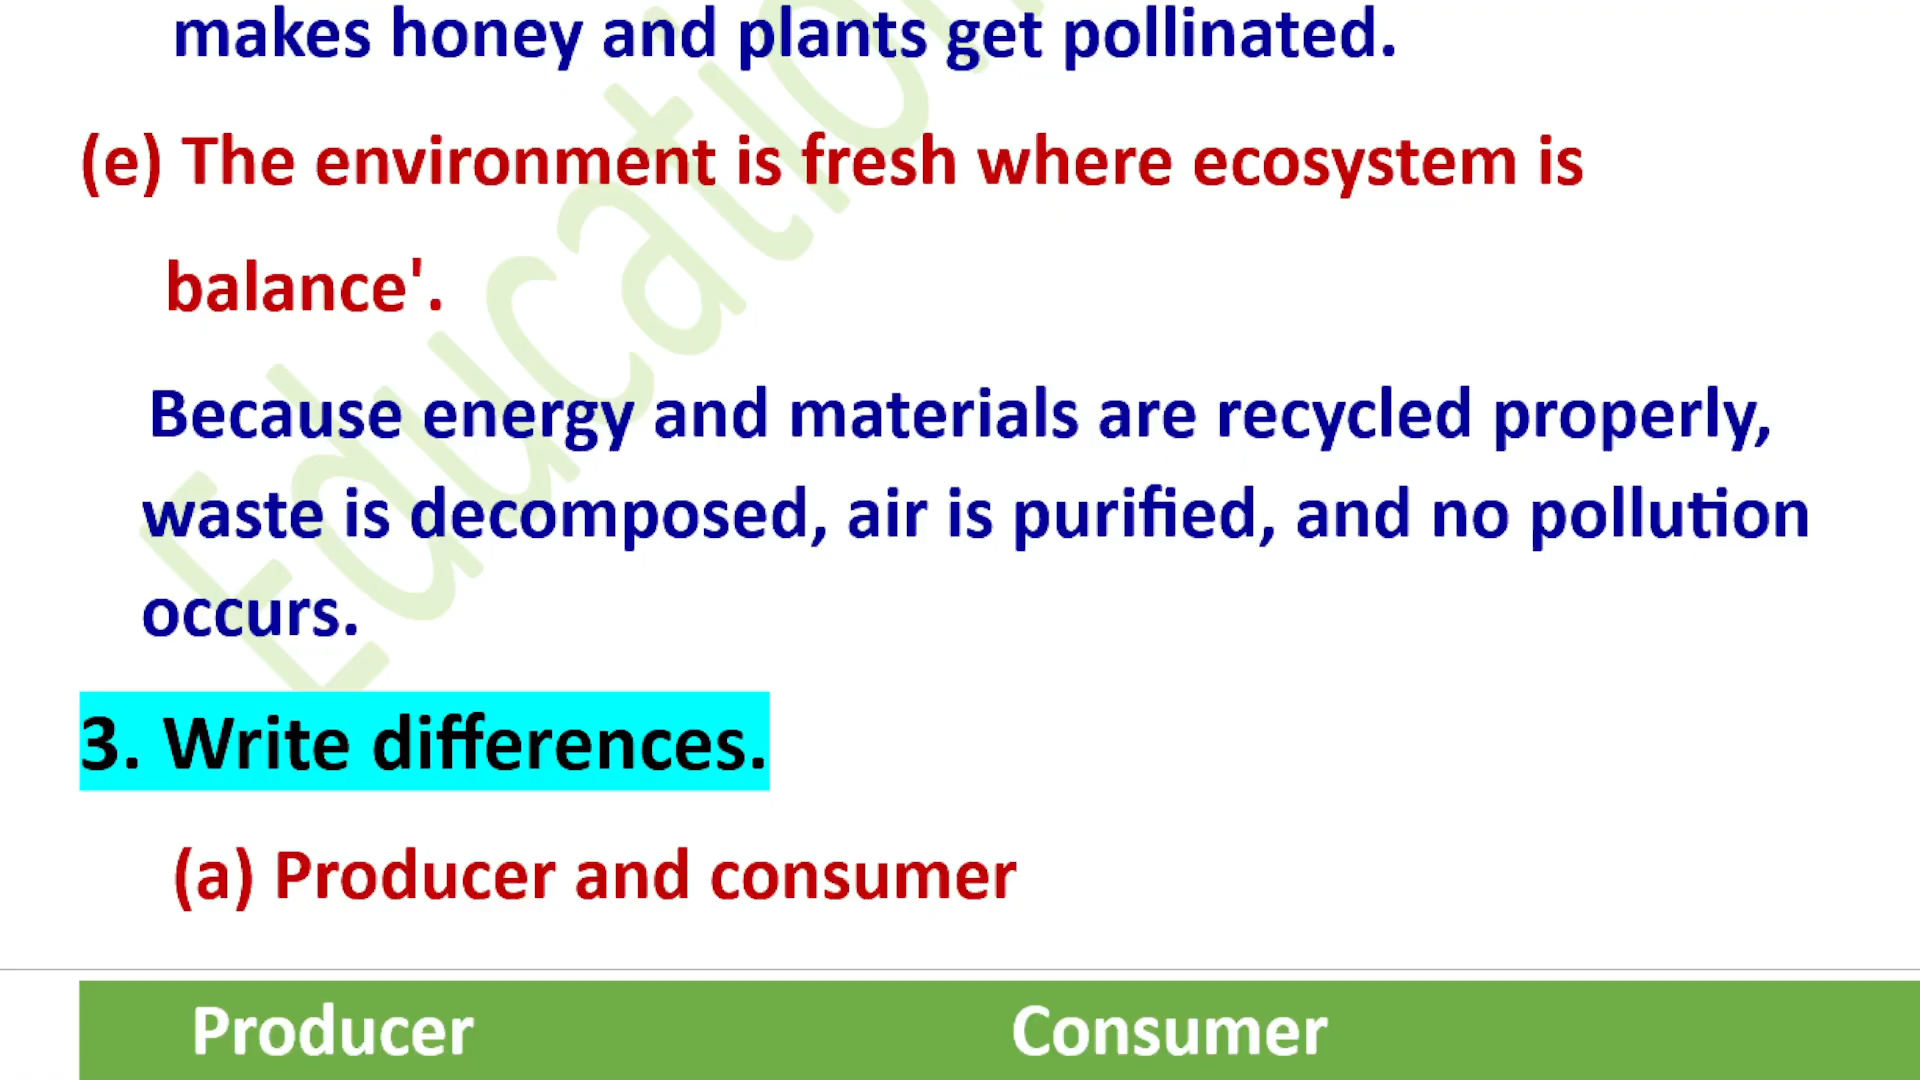 makes honey and plants get pollinated.
(e) The environment is fresh where ecosystem is
balance'.
Because energy and materials are recycled properly,
waste is decomposed, air is purified, and no pollution
occurs.
3. Write differences.
(a) Producer and consumer
Producer Consumer
Education